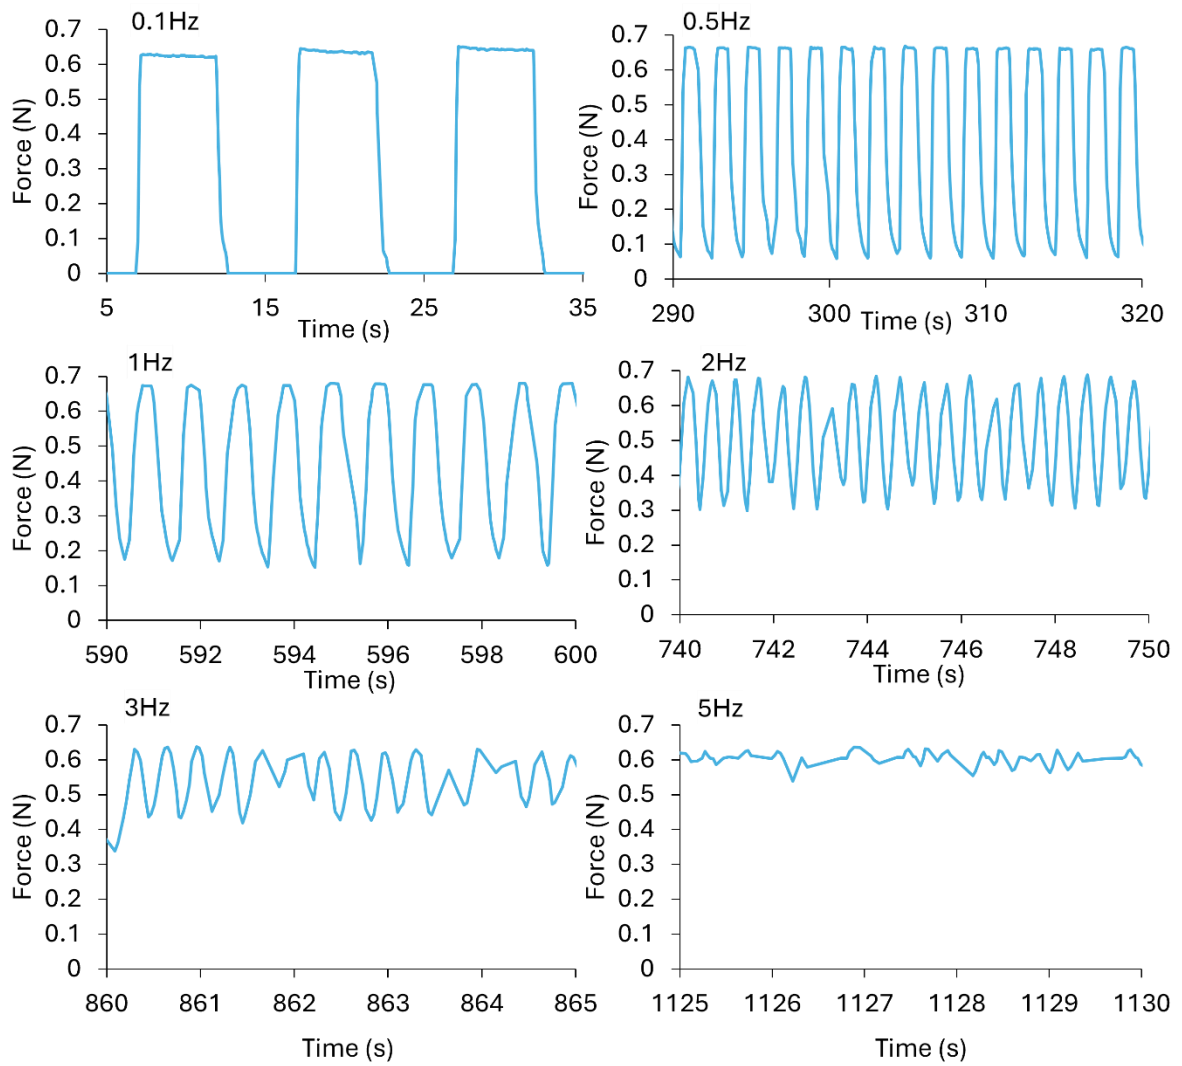 0.1Hz
Force (N)
0.7
0.6
0.5
0.4
0.3
0.2
0.1
0
5 15 25 35
Time (s)
0.5Hz
Force (N)
0.7
0.6
0.5
0.4
0.3
0.2
0.1
0
290 300 310 320
Time (s)
1Hz
Force (N)
0.7
0.6
0.5
0.4
0.3
0.2
0.1
0
590 592 594 596 598 600
Time (s)
2Hz
Force (N)
0.7
0.6
0.5
0.4
0.3
0.2
0.1
0
740 742 744 746 748 750
Time (s)
3Hz
Force (N)
0.7
0.6
0.5
0.4
0.3
0.2
0.1
0
860 861 862 863 864 865
Time (s)
5Hz
Force (N)
0.7
0.6
0.5
0.4
0.3
0.2
0.1
0
1125 1126 1127 1128 1129 1130
Time (s)